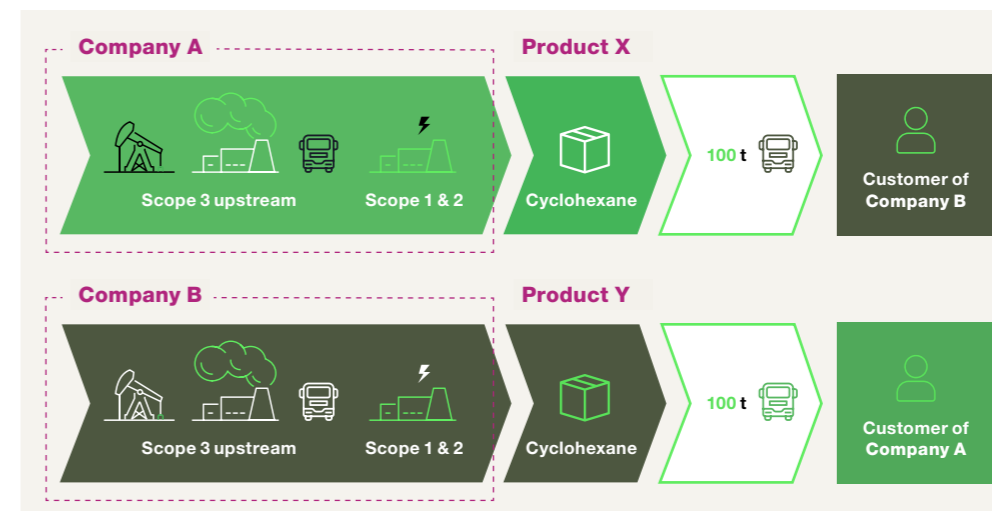 Company A
Product X
Scope 3 upstream
Scope 1 & 2
Cyclohexane
100 t
Customer of
Company B
Company B
Product Y
Scope 3 upstream
Scope 1 & 2
Cyclohexane
100 t
Customer of
Company A